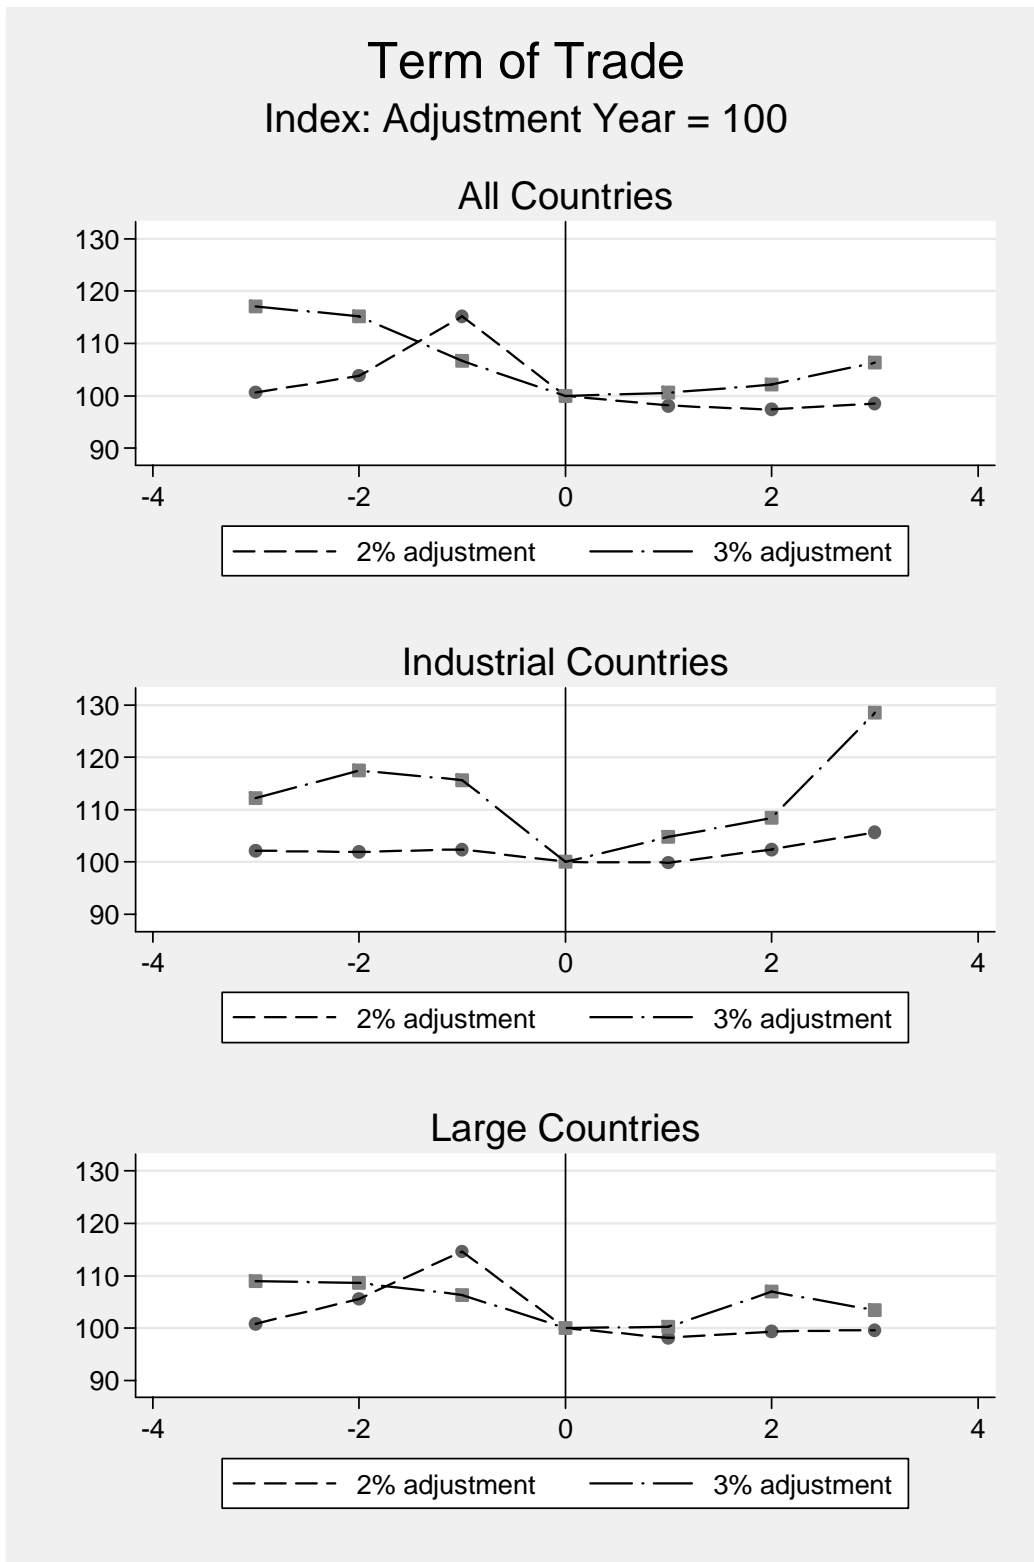 Term of Trade
Index: Adjustment Year = 100
All Countries
130
120
110
100
90
-4 -2 0 2 4
2% adjustment 3% adjustment
Industrial Countries
130
120
110
100
90
-4 -2 0 2 4
2% adjustment 3% adjustment
Large Countries
130
120
110
100
90
-4 -2 0 2 4
2% adjustment 3% adjustment